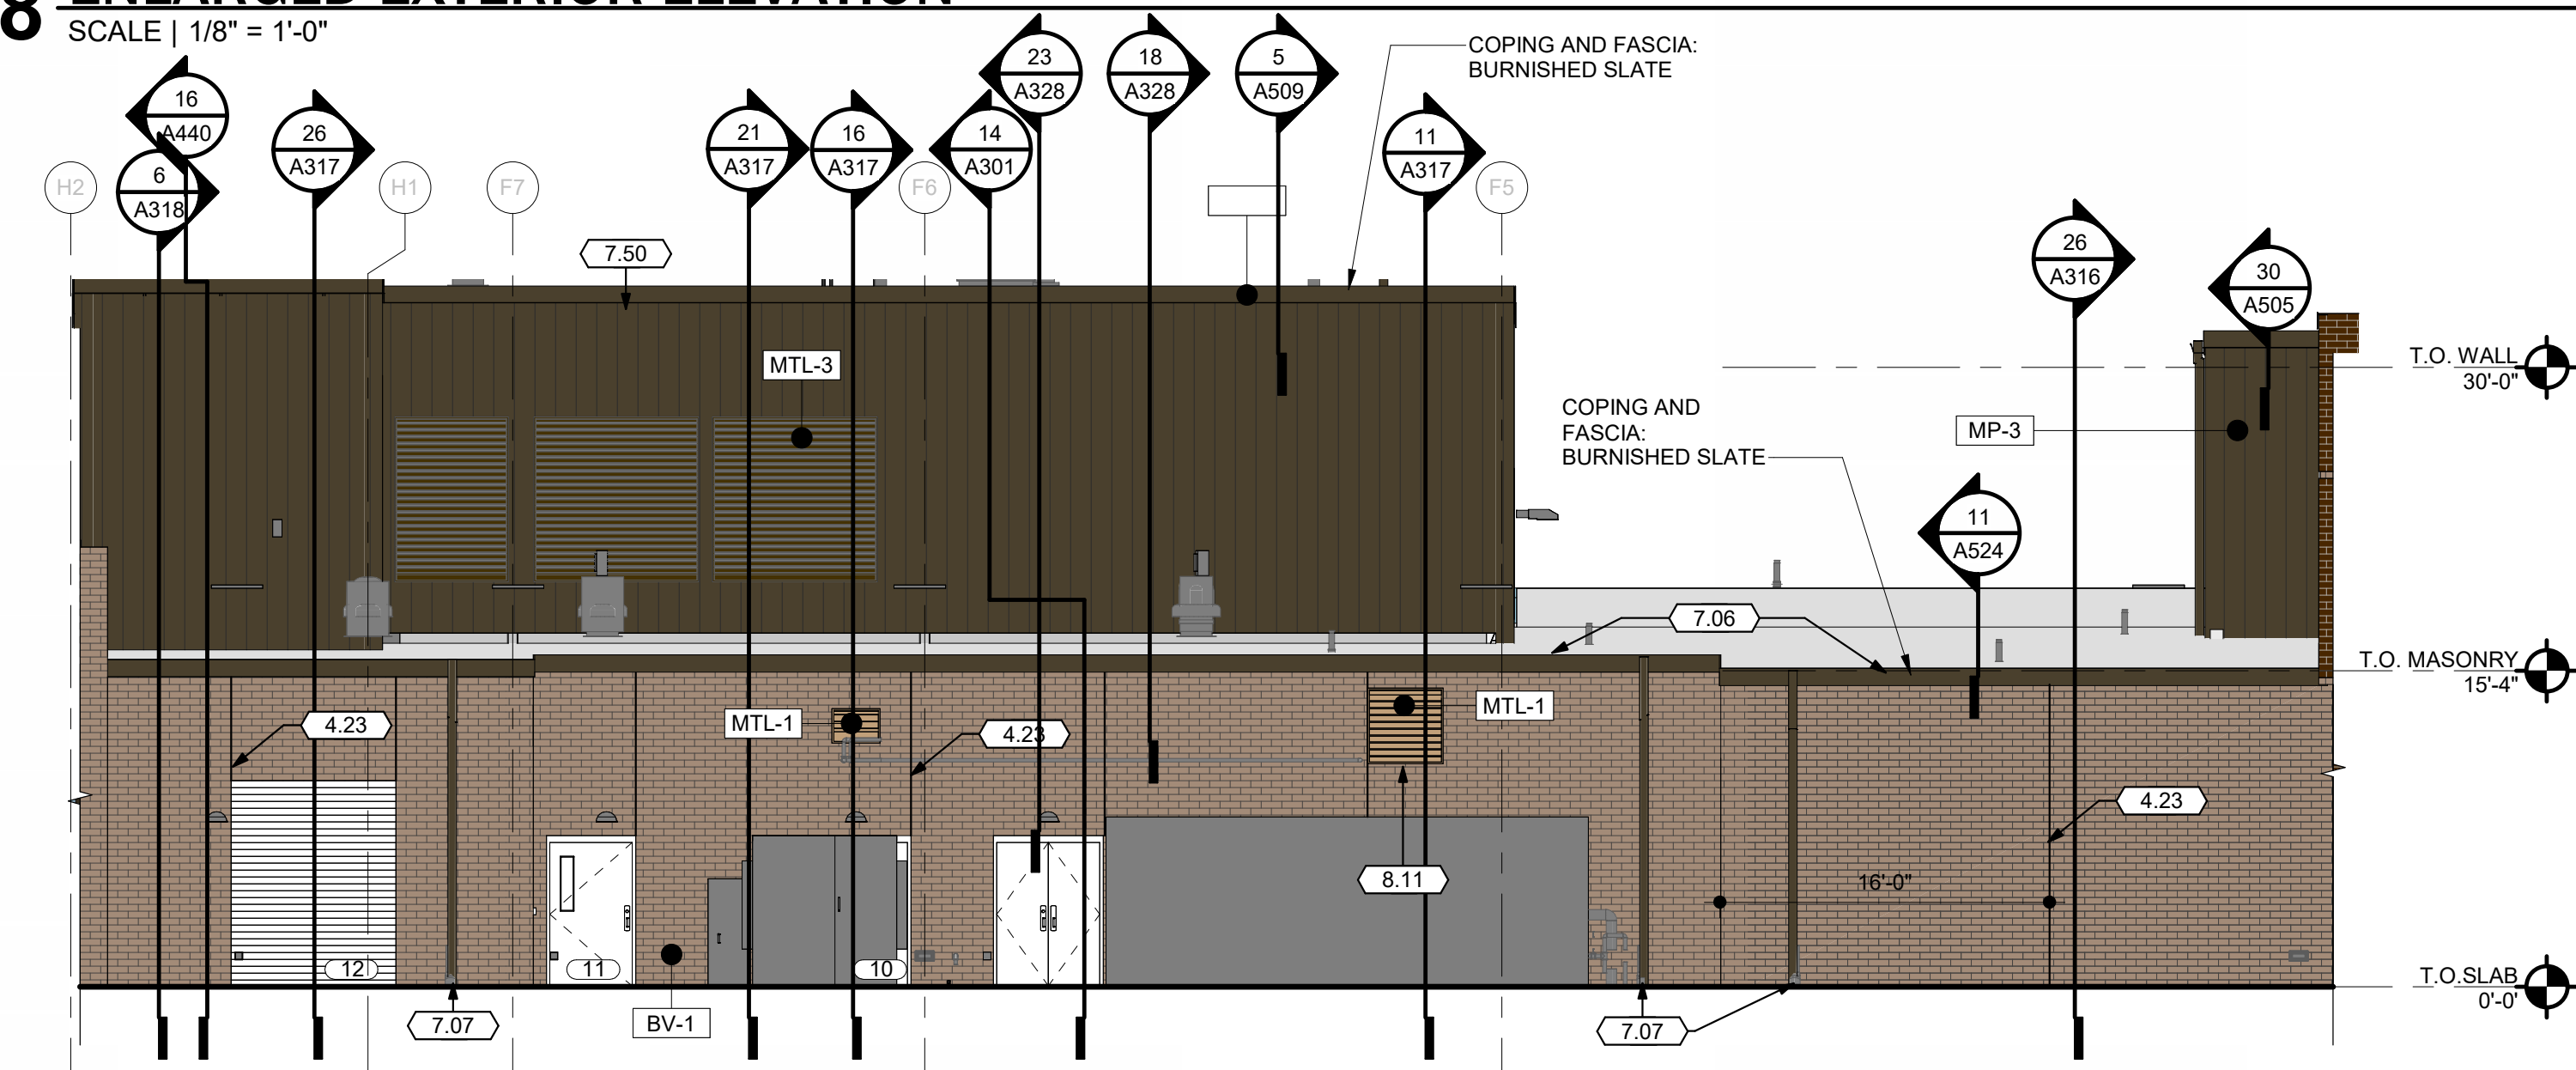 8 ENLARGED EXTERIOR ELEVATION
SCALE | 1/8" = 1'-0"
COPING AND FASCIA:
BURNISHED SLATE
16
A440
6
A318
26
A317
21
A317
16
A317
14
A301
23
A328
18
A328
5
A509
11
A317
26
A316
30
A505
H2
H1
F7
F6
F5
7.50
MTL-3
T.O. WALL
30'-0"
COPING AND
FASCIA:
BURNISHED SLATE
MP-3
11
A524
7.06
T.O. MASONRY
15'-4"
4.23
MTL-1
4.23
MTL-1
4.23
8.11
16'-0"
12
11
10
T.O.SLAB
0'-0'
7.07
BV-1
7.07